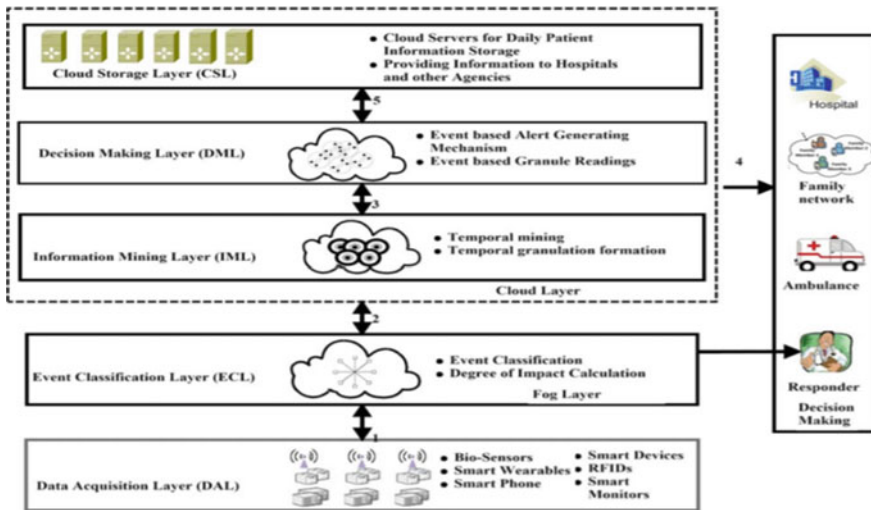 Cloud Storage Layer (CSL)
• Cloud Servers for Daily Patient
Information Storage
• Providing Information to Hospitals
and other Agencies
5
Decision Making Layer (DML)
• Event based Alert Generating
Mechanism
• Event based Granule Readings
3
Information Mining Layer (IML)
• Temporal mining
• Temporal granulation formation
Cloud Layer
2
Event Classification Layer (ECL)
• Event Classification
• Degree of Impact Calculation
Fog Layer
1
Data Acquisition Layer (DAL)
• Bio-Sensors
• Smart Wearables
• Smart Phone
• Smart Devices
• RFIDs
• Smart
Monitors
4
Hospital
Family
network
Ambulance
Responder
Decision
Making